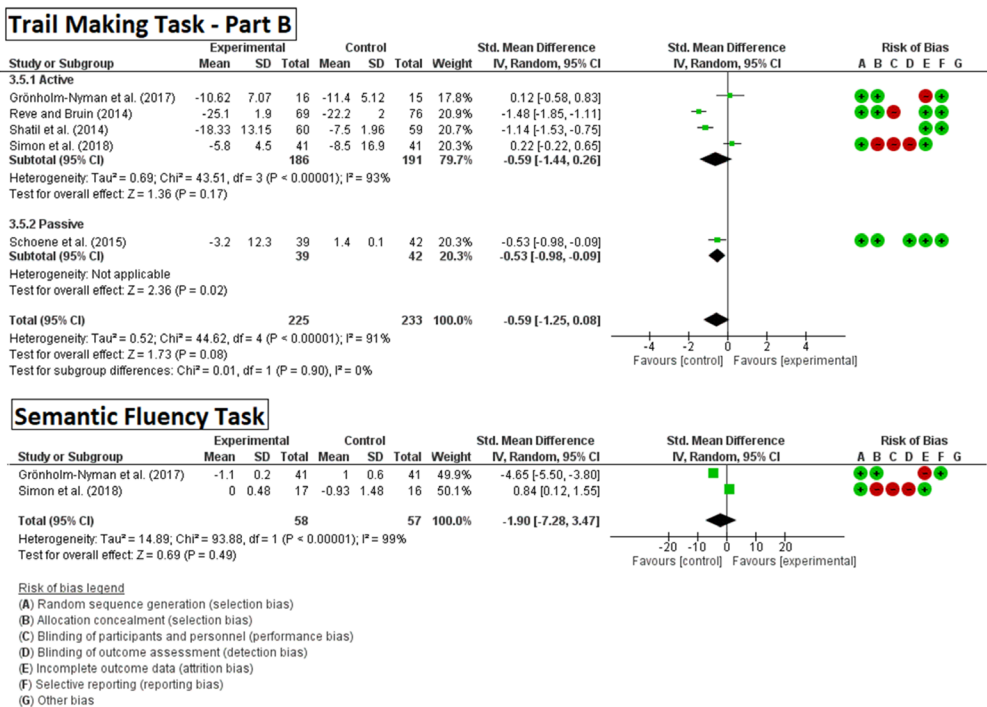 Trail Making Task - Part B
Experimental Control Std. Mean Difference Std. Mean Difference Risk of Bias
Study or Subgroup Mean SD Total Mean SD Total Weight IV, Random, 95% CI IV, Random, 95% CI A B C D E F G
3.5.1 Active
Grönholm-Nyman et al. (2017) -10.62 7.07 16 -11.4 5.12 15 17.8% 0.12 [-0.58, 0.83] + + - +
Reve and Bruin (2014) -25.1 1.9 69 -22.2 2 76 20.7% -1.48 [-1.85, -1.11] + + - + +
Shatil et al. (2014) -18.33 13.15 60 -7.5 1.96 59 20.7% -1.14 [-1.53, -0.75] + +
Simon et al. (2018) -5.8 4.5 41 -8.5 16.9 41 20.3% 0.22 [-0.22, 0.65] + - - - +
Subtotal (95% CI) 186 191 79.7% -0.59 [-1.44, 0.26]
Heterogeneity: Tau² = 0.69; Chi² = 43.51, df = 3 (P < 0.00001); I² = 93%
Test for overall effect: Z = 1.36 (P = 0.17)
3.5.2 Passive
Schoene et al. (2015) -3.2 12.3 39 1.4 0.1 42 20.3% -0.53 [-0.98, -0.09] + + + + +
Subtotal (95% CI) 39 42 20.3% -0.53 [-0.98, -0.09]
Heterogeneity: Not applicable
Test for overall effect: Z = 2.36 (P = 0.02)
Total (95% CI) 225 233 100.0% -0.59 [-1.25, 0.08]
Heterogeneity: Tau² = 0.52; Chi² = 44.62, df = 4 (P < 0.00001); I² = 91%
Test for overall effect: Z = 1.73 (P = 0.08)
Test for subgroup differences: Chi² = 0.01, df = 1 (P = 0.90), I² = 0%
-4 -2 0 2 4
Favours [control] Favours [experimental]
Semantic Fluency Task
Experimental Control Std. Mean Difference Std. Mean Difference Risk of Bias
Study or Subgroup Mean SD Total Mean SD Total Weight IV, Random, 95% CI IV, Random, 95% CI A B C D E F G
Grönholm-Nyman et al. (2017) -1.1 0.2 41 1 0.6 41 49.9% -4.65 [-5.50, -3.80] + + - +
Simon et al. (2018) 0 0.48 17 -0.93 1.48 16 50.1% 0.84 [0.12, 1.55] + - - - +
Total (95% CI) 58 57 100.0% -1.90 [-7.28, 3.47]
Heterogeneity: Tau² = 14.89; Chi² = 93.88, df = 1 (P < 0.00001); I² = 99%
Test for overall effect: Z = 0.69 (P = 0.49)
-20 -10 0 10 20
Favours [control] Favours [experimental]
Risk of bias legend
(A) Random sequence generation (selection bias)
(B) Allocation concealment (selection bias)
(C) Blinding of participants and personnel (performance bias)
(D) Blinding of outcome assessment (detection bias)
(E) Incomplete outcome data (attrition bias)
(F) Selective reporting (reporting bias)
(G) Other bias